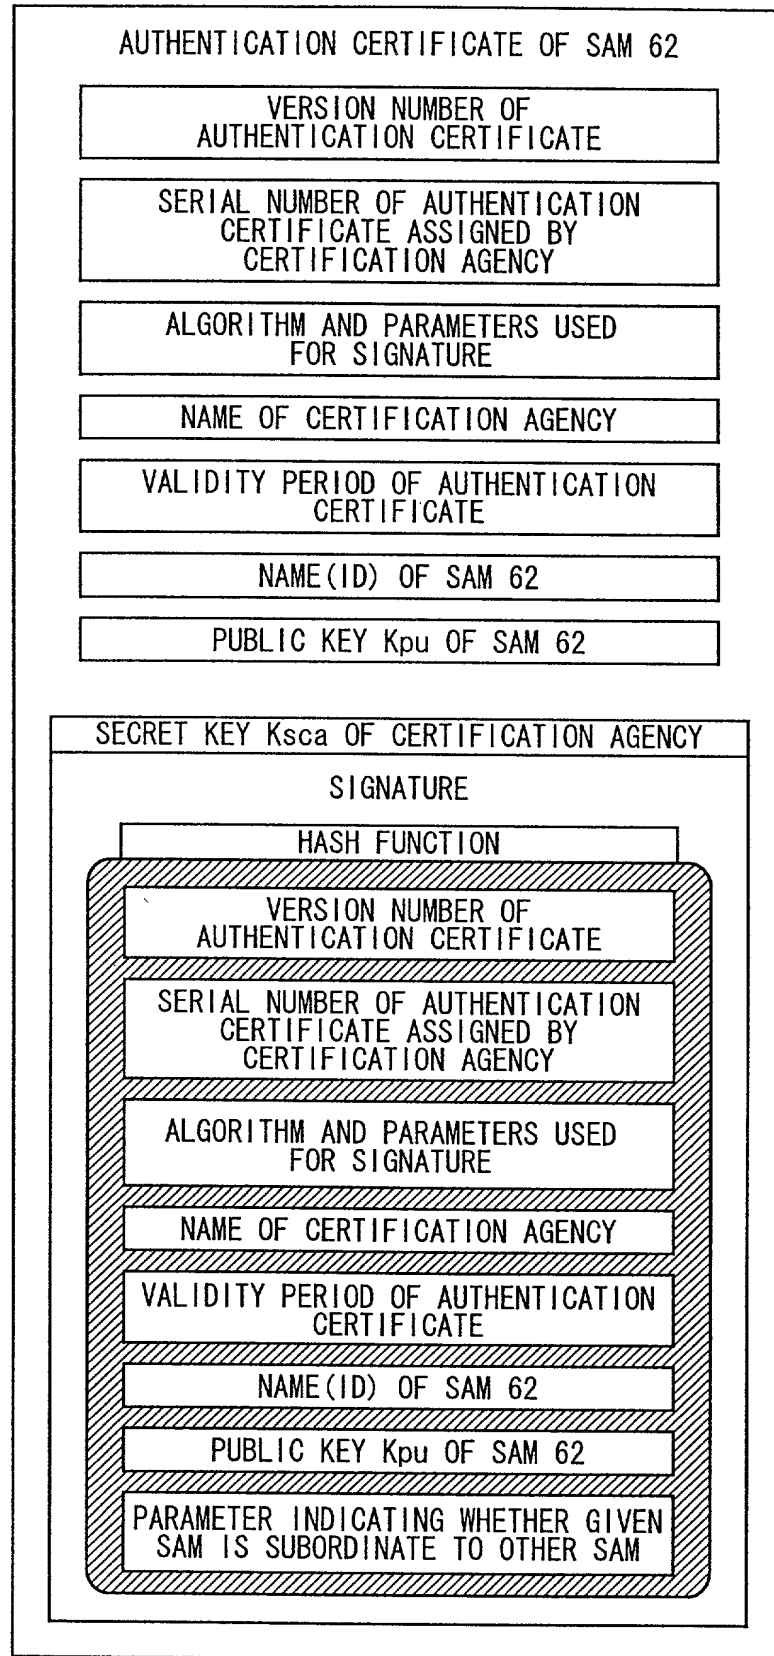 AUTHENTICATION CERTIFICATE OF SAM 62
VERSION NUMBER OF
AUTHENTICATION CERTIFICATE
SERIAL NUMBER OF AUTHENTICATION
CERTIFICATE ASSIGNED BY
CERTIFICATION AGENCY
ALGORITHM AND PARAMETERS USED
FOR SIGNATURE
NAME OF CERTIFICATION AGENCY
VALIDITY PERIOD OF AUTHENTICATION
CERTIFICATE
NAME(ID) OF SAM 62
PUBLIC KEY Kpu OF SAM 62
SECRET KEY Ksca OF CERTIFICATION AGENCY
SIGNATURE
HASH FUNCTION
VERSION NUMBER OF
AUTHENTICATION CERTIFICATE
SERIAL NUMBER OF AUTHENTICATION
CERTIFICATE ASSIGNED BY
CERTIFICATION AGENCY
ALGORITHM AND PARAMETERS USED
FOR SIGNATURE
NAME OF CERTIFICATION AGENCY
VALIDITY PERIOD OF AUTHENTICATION
CERTIFICATE
NAME(ID) OF SAM 62
PUBLIC KEY Kpu OF SAM 62
PARAMETER INDICATING WHETHER GIVEN
SAM IS SUBORDINATE TO OTHER SAM